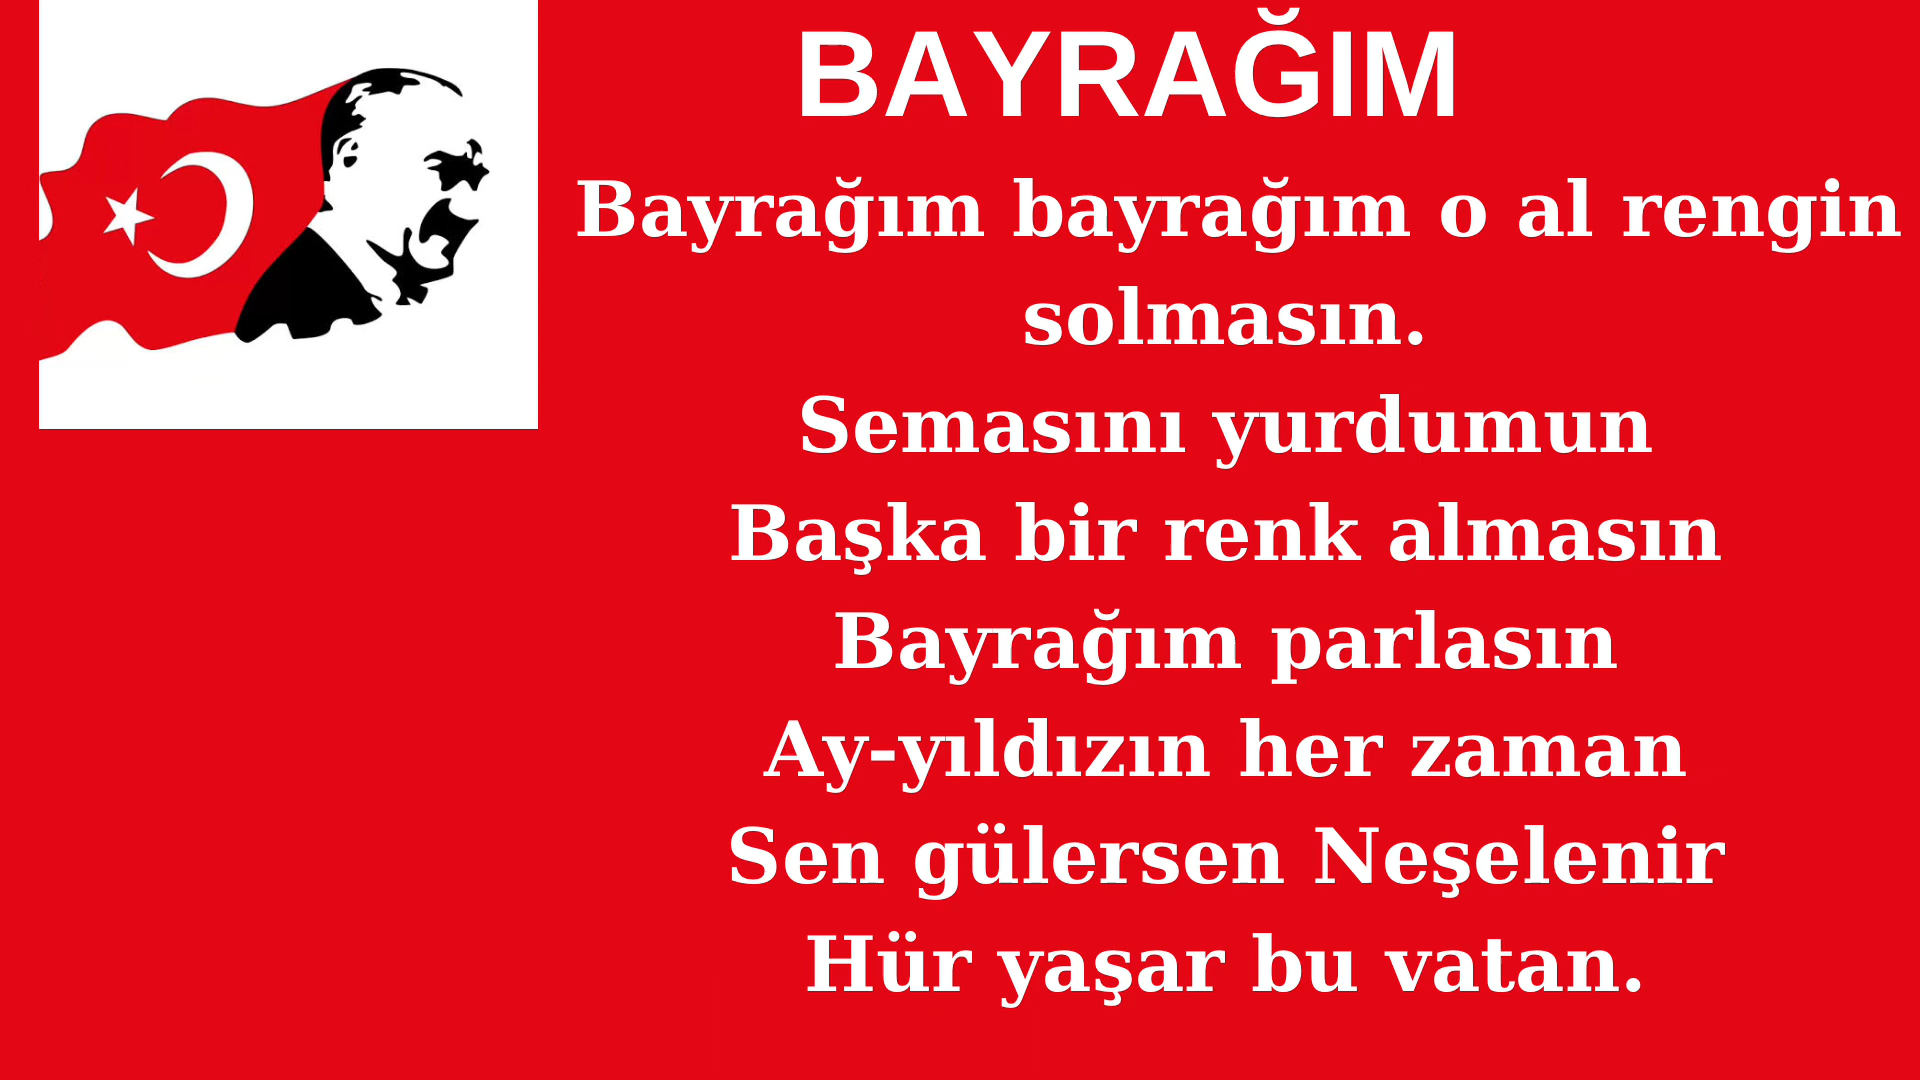 BAYRAĞIM
Bayrağım bayrağım o al rengin
solmasın.
Semasını yurdumun
Başka bir renk almasın
Bayrağım parlasın
Ay-yıldızın her zaman
Sen gülersen Neşelenir
Hür yaşar bu vatan.